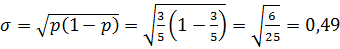 σ = √(p(1 − p)) = √(3/5 (1 − 3/5)) = √(6/25) = 0,49